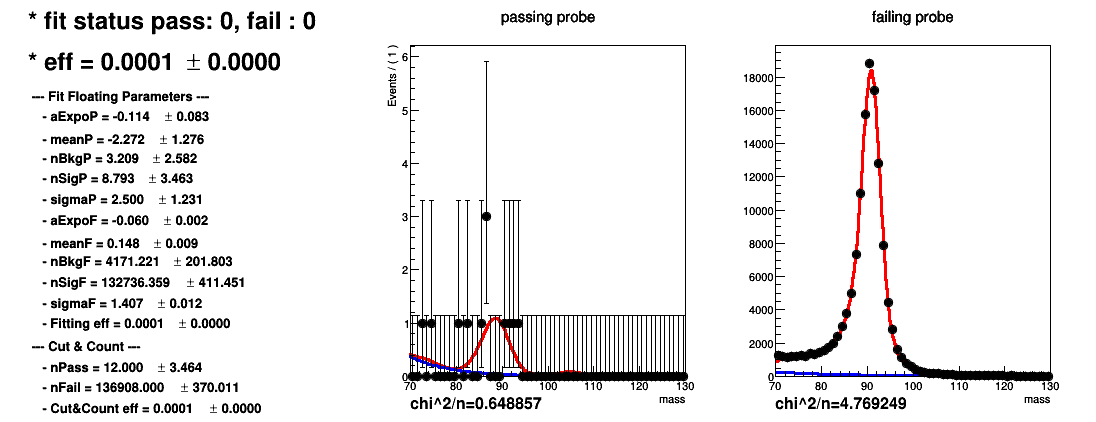 * fit status pass: 0, fail : 0
* eff = 0.0001 ± 0.0000
--- Fit Floating Parameters ---
- aExpoP = -0.114 ± 0.083
- meanP = -2.272 ± 1.276
- nBkgP = 3.209 ± 2.582
- nSigP = 8.793 ± 3.463
- sigmaP = 2.500 ± 1.231
- aExpoF = -0.060 ± 0.002
- meanF = 0.148 ± 0.009
- nBkgF = 4171.221 ± 201.803
- nSigF = 132736.359 ± 411.451
- sigmaF = 1.407 ± 0.012
- Fitting eff = 0.0001 ± 0.0000
--- Cut & Count ---
- nPass = 12.000 ± 3.464
- nFail = 136908.000 ± 370.011
- Cut&Count eff = 0.0001 ± 0.0000
passing probe
Events / ( 1 )
6
5
4
3
2
1
0
70 80 90 100 110 120 130
mass
chi^2/n=0.648857
failing probe
18000
16000
14000
12000
10000
8000
6000
4000
2000
0
70 80 90 100 110 120 130
mass
chi^2/n=4.769249